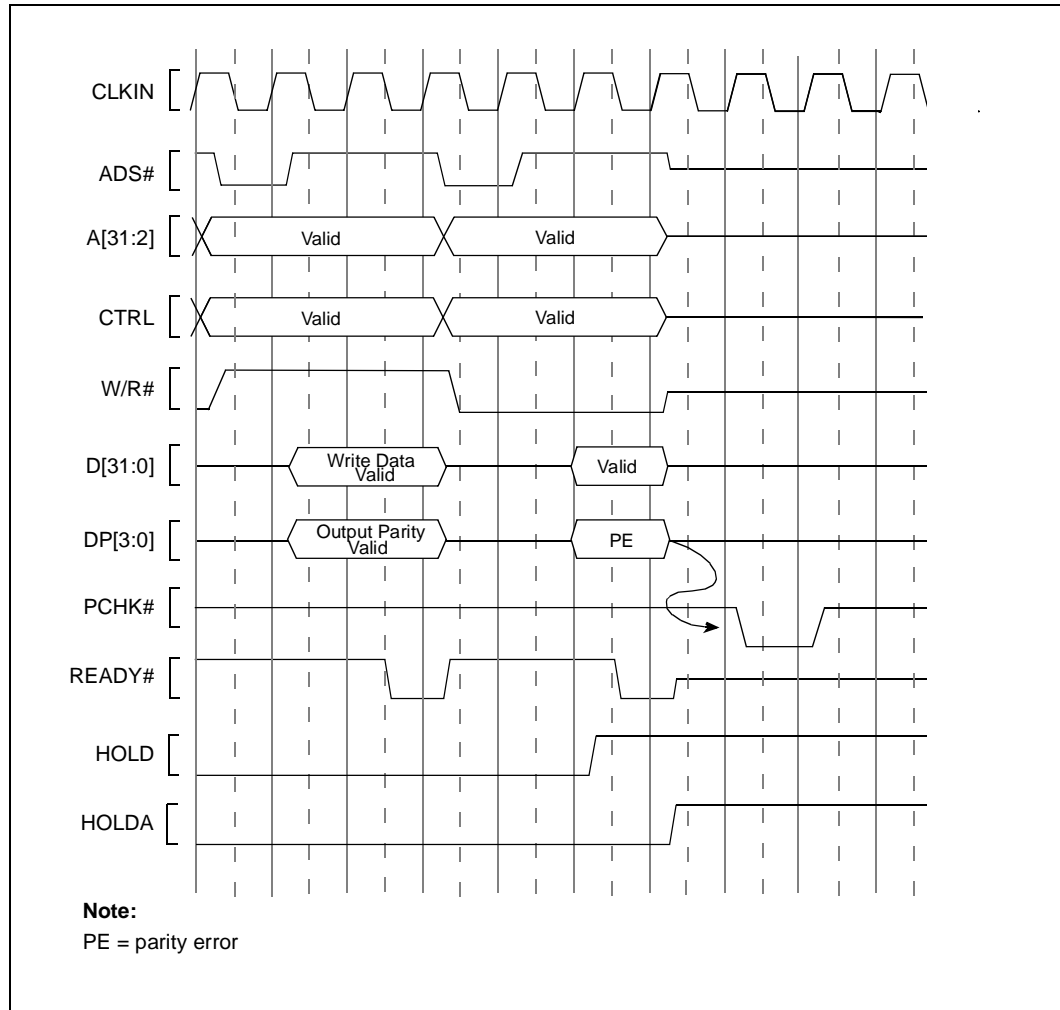 CLKIN
ADS#
A[31:2]
Valid
Valid
CTRL
Valid
Valid
W/R#
D[31:0]
Write Data
Valid
Valid
DP[3:0]
Output Parity
Valid
PE
PCHK#
READY#
HOLD
HOLDA
Note:
PE = parity error